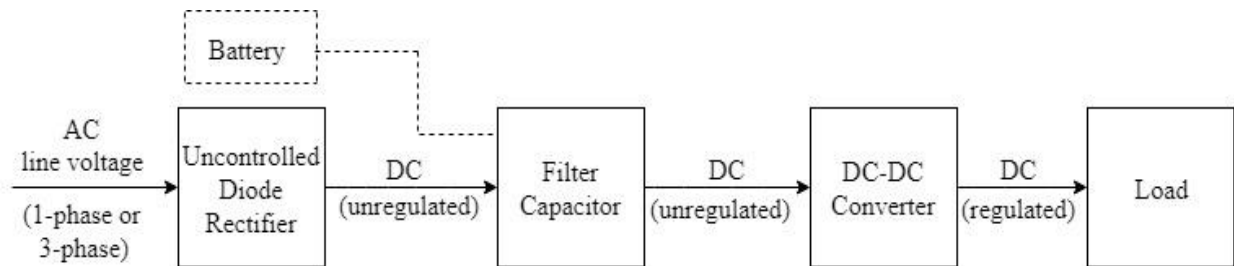 Battery
AC
line voltage
(1-phase or
3-phase)
Uncontrolled
Diode
Rectifier
DC
(unregulated)
Filter
Capacitor
DC
(unregulated)
DC-DC
Converter
DC
(regulated)
Load